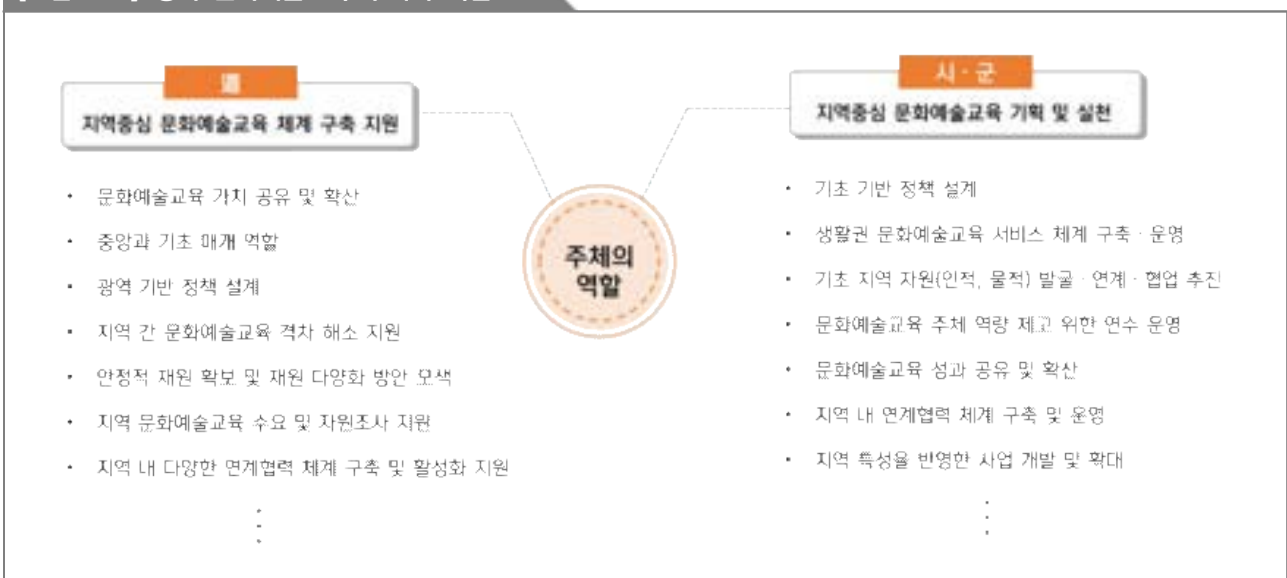 道
지역중심 문화예술교육 체계 구축 지원
• 문화예술교육 가치 공유 및 확산
• 중앙과 기초 매개 역할
• 광역 기반 정책 설계
• 지역 간 문화예술교육 격차 해소 지원
• 안정적 재원 확보 및 재원 다양화 방안 모색
• 지역 문화예술교육 수요 및 자원조사 지원
• 지역 내 다양한 연계협력 체계 구축 및 활성화 지원
주체의
역할
시·군
지역중심 문화예술교육 기획 및 실천
• 기초 기반 정책 설계
• 생활권 문화예술교육 서비스 체계 구축·운영
• 기초 지역 자원(인적, 물적) 발굴·연계·협업 추진
• 문화예술교육 주체 역량 제고 위한 연수 운영
• 문화예술교육 성과 공유 및 확산
• 지역 내 연계협력 체계 구축 및 운영
• 지역 특성을 반영한 사업 개발 및 확대